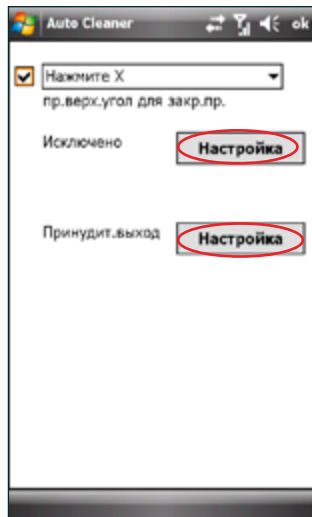 Auto Cleaner ok
Нажмите X
пр.верх.угол для закр.пр.
Исключено Настройка
Принудит.выход Настройка